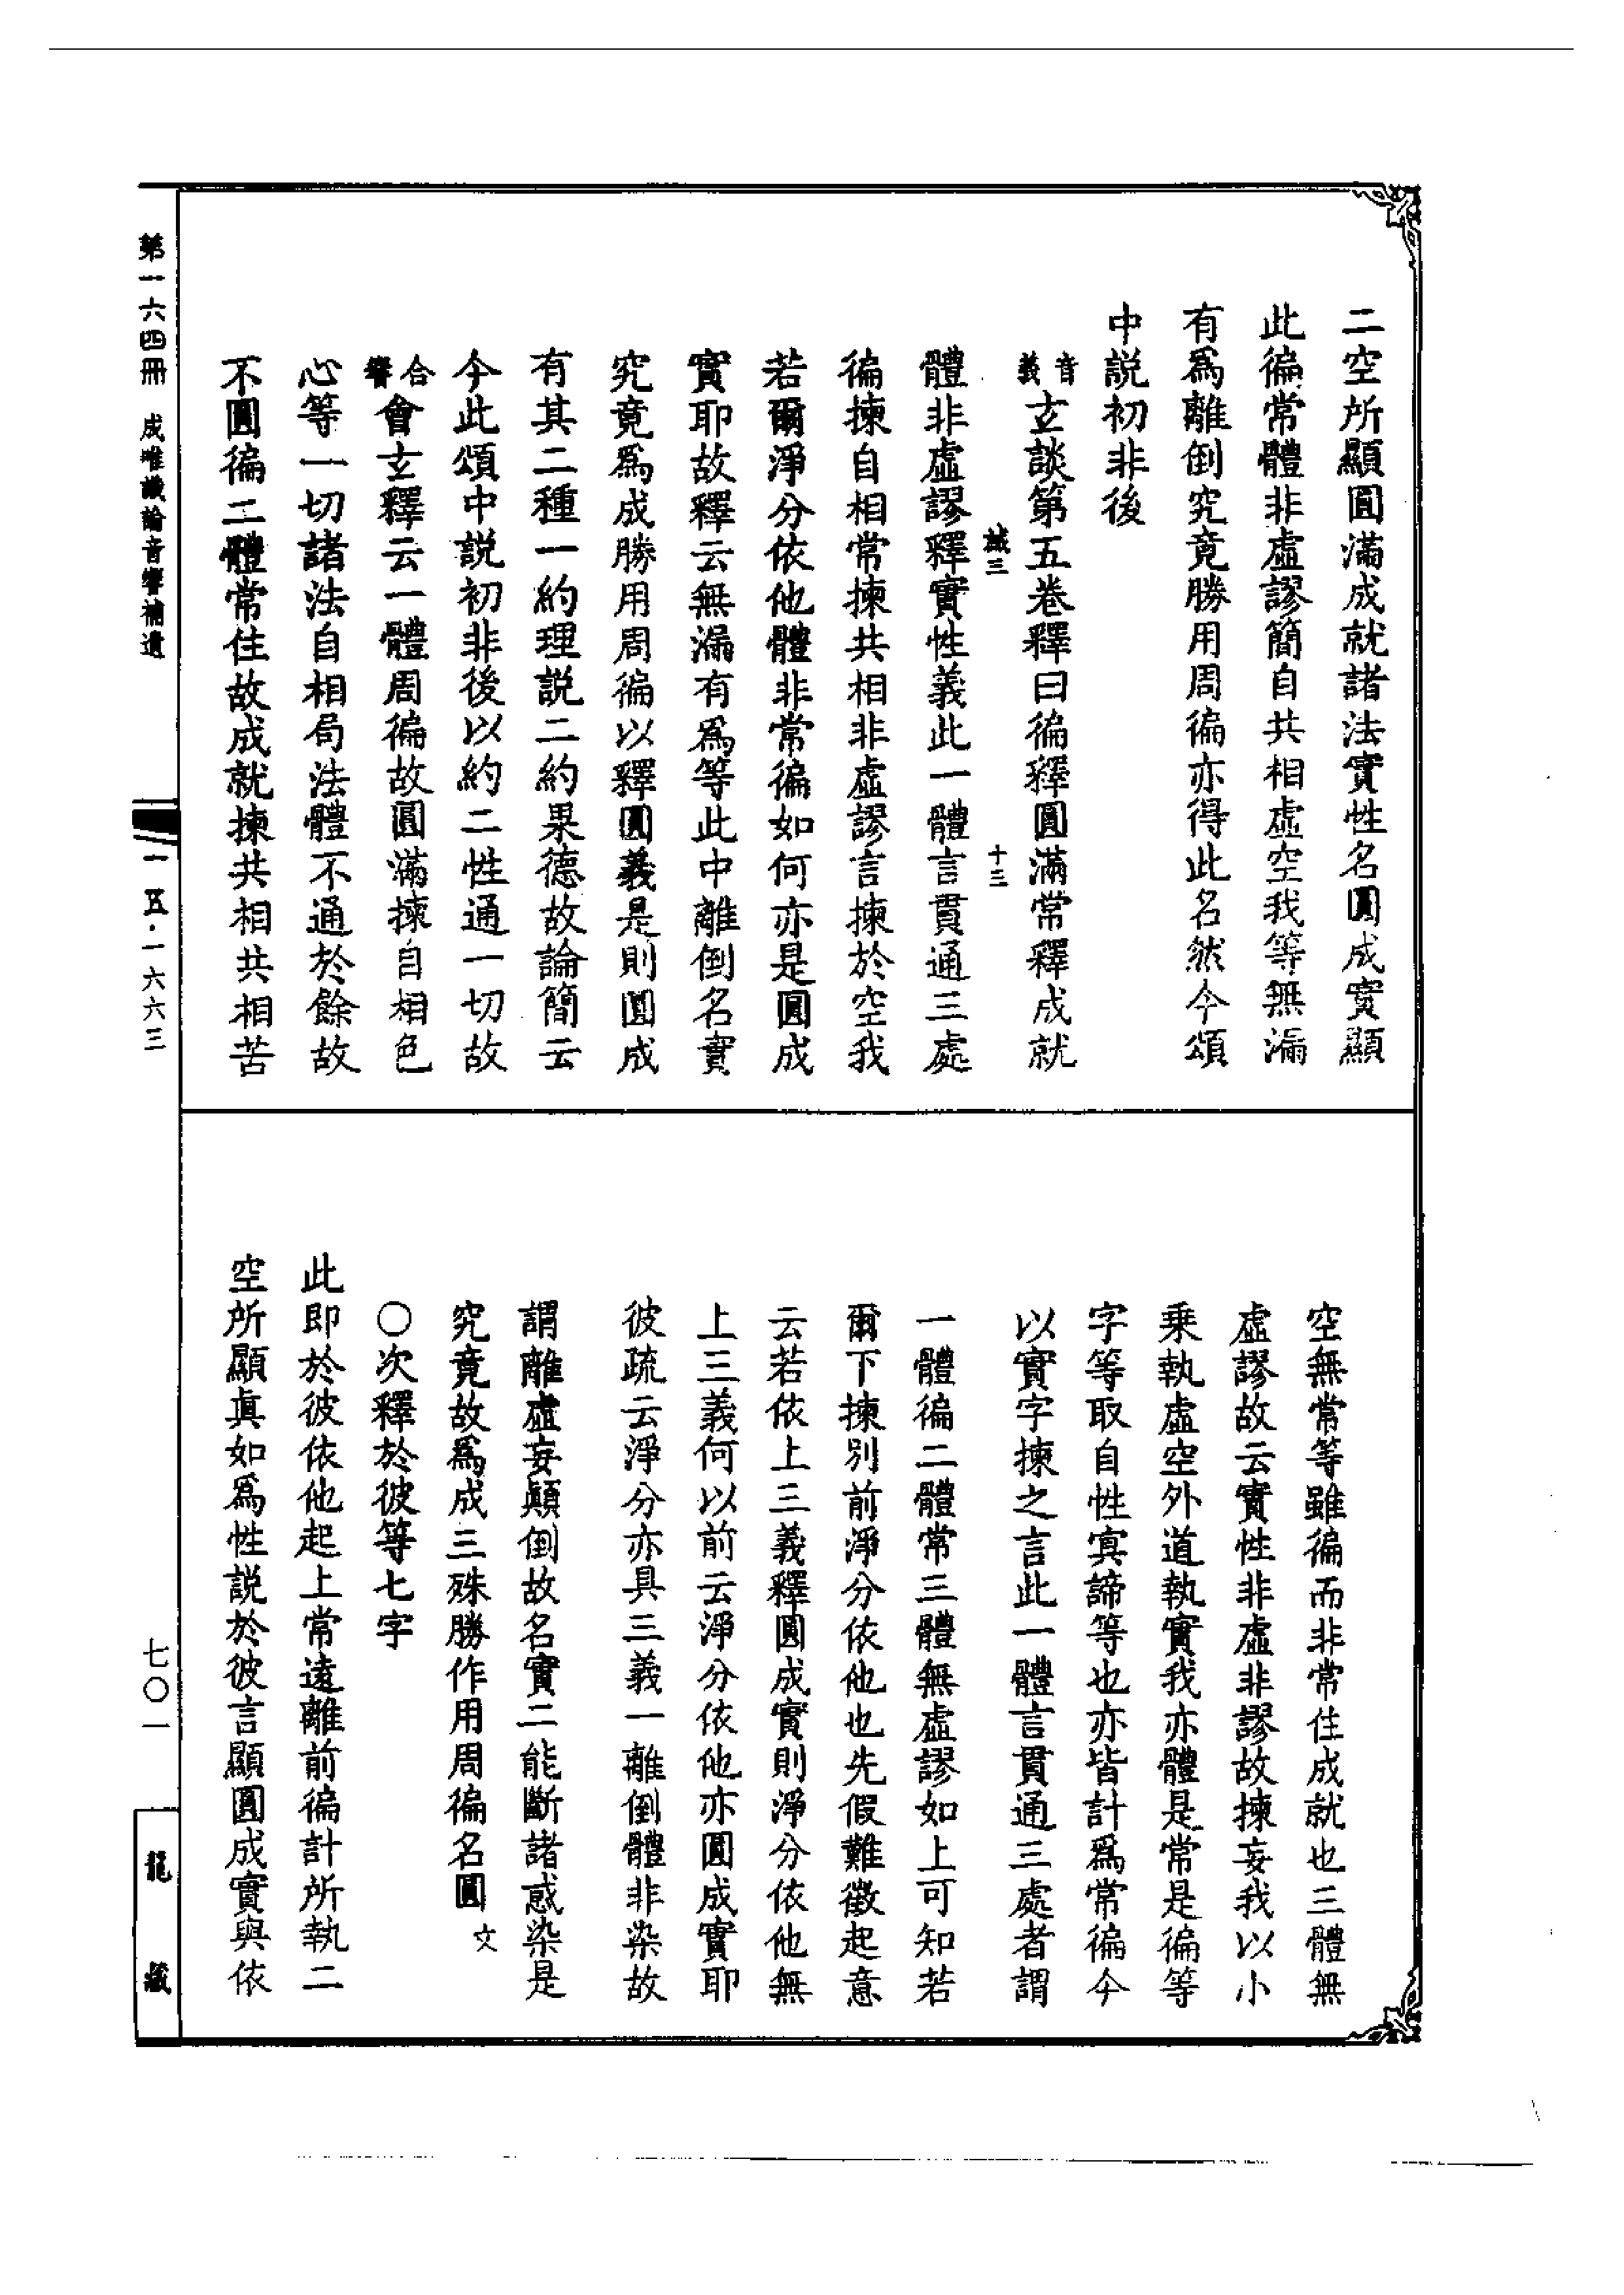 二空所顯圓滿成就諸法實性名圓成實顯
此徧常體非虛謬簡自共相虛空我等無漏
有爲離倒究竟勝用周徧亦得此名然今頌
中説初非後
音義玄談第五卷釋曰徧釋圓滿常釋成就
誠三　十三
體非虛謬釋實性義此一體言貫通三處
徧揀自相常揀共相非虛謬言揀於空我
若爾淨分依他體非常徧如何亦是圓成
實耶故釋云無漏有爲等此中離倒名實
究竟爲成勝用周徧以釋圓義是則圓成
有其二種一約理説二約果德故論簡云
今此頌中説初非後以約二性通一切故
合響會玄釋云一體周徧故圓滿揀自相色
心等一切諸法自相局法體不通於餘故
不圓徧二體常住故成就揀共相共相苦
空無常等雖徧而非常住成就也三體無
虛謬故云實性非虛非謬故揀妄我以小
乗執虛空外道執實我亦體是常是徧等
字等取自性冥諦等也亦皆計爲常徧今
以實字揀之言此一體言貫通三處者謂
一體徧二體常三體無虛謬如上可知若
爾下揀別前淨分依他也先假難徵起意
云若依上三義釋圓成實則淨分依他無
上三義何以前云淨分依他亦圓成實耶
彼疏云淨分亦具三義一離倒體非染故
謂離虛妄顛倒故名實二能斷諸惑染是
究竟故爲成三殊勝作用周徧名圓文
〇次釋於彼等七字
此即於彼依他起上常遠離前徧計所執二
空所顯眞如爲性説於彼言顯圓成實與依
第一六四冊　成唯識論音響補遺
一五·一六六三
七〇一
龍藏